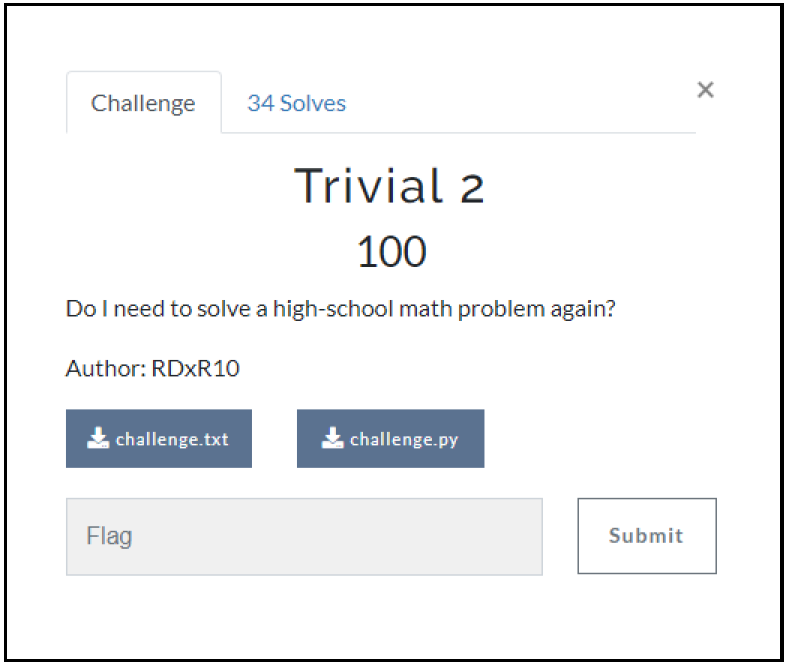 Challenge
34 Solves
×
Trivial 2
100
Do I need to solve a high-school math problem again?
Author: RDxR10
challenge.txt
challenge.py
Flag
Submit